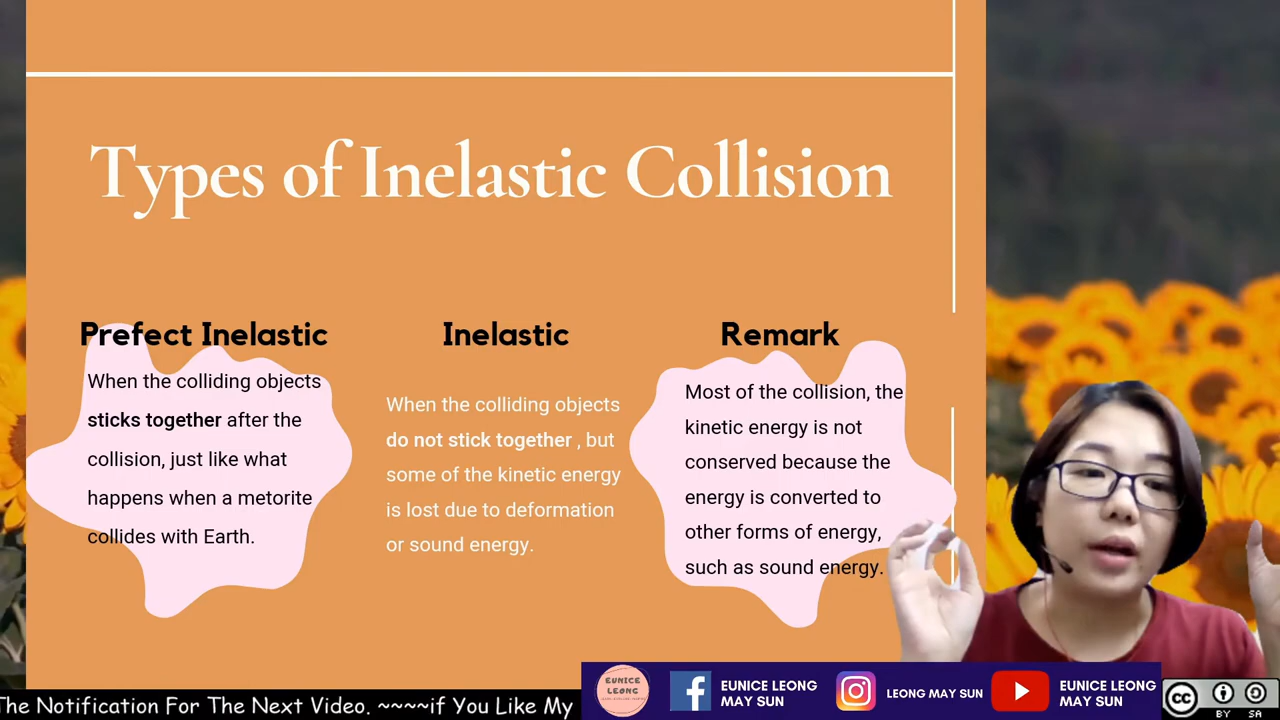 Types of Inelastic Collision
Prefect Inelastic
When the colliding objects
sticks together after the
collision, just like what
happens when a metorite
collides with Earth.
Inelastic
When the colliding objects
do not stick together , but
some of the kinetic energy
is lost due to deformation
or sound energy.
Remark
Most of the collision, the
kinetic energy is not
conserved because the
energy is converted to
other forms of energy,
such as sound energy.
EUNICE
LEONG
EUNICE LEONG
MAY SUN
LEONG MAY SUN
EUNICE LEONG
MAY SUN
cc
BY SA
The Notification For The Next Video. ~~~~if You Like My